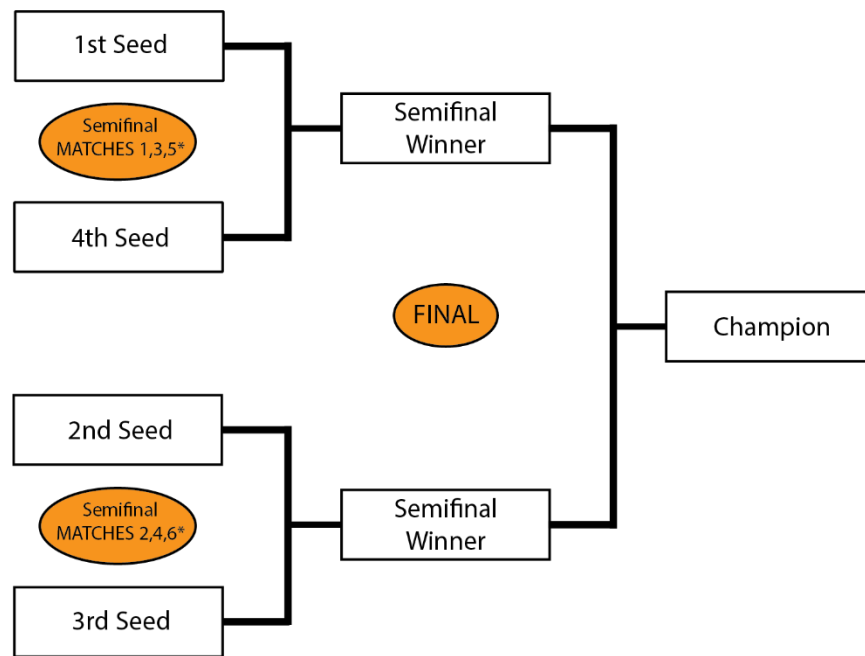 1st Seed
Semifinal
MATCHES 1,3,5*
4th Seed
Semifinal
Winner
FINAL
Champion
2nd Seed
Semifinal
MATCHES 2,4,6*
3rd Seed
Semifinal
Winner